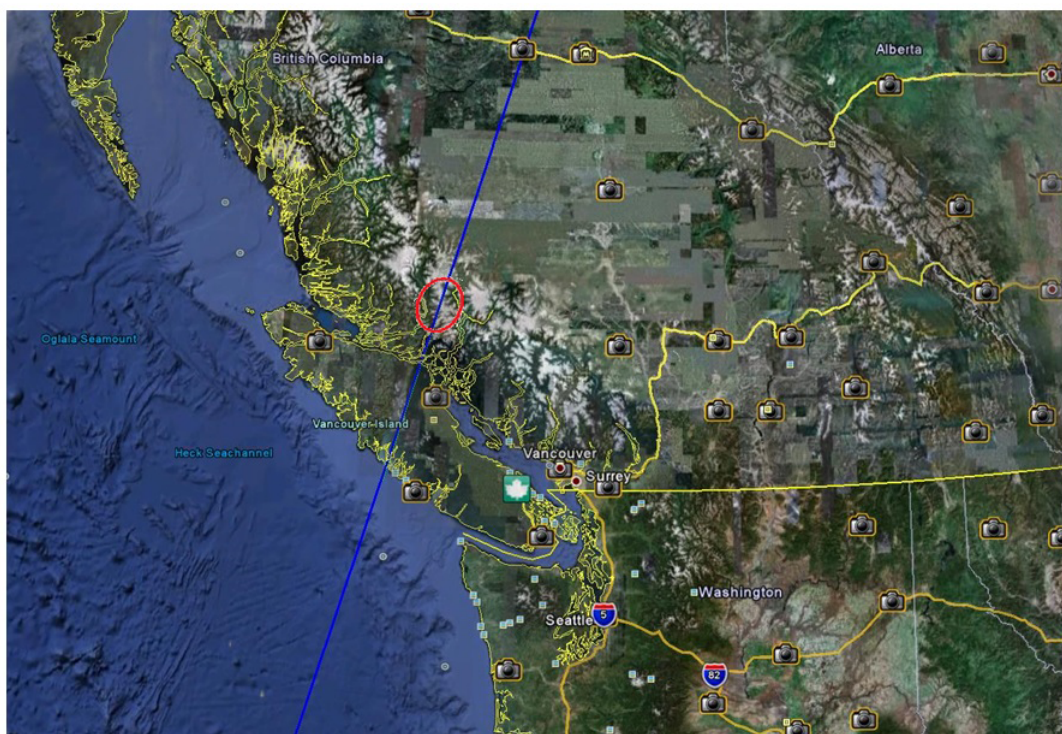 British Columbia
Alberta
Oglala Seamount
Vancouver Island
Heck Seachannel
Vancouver
Surrey
Washington
Seattle
5
82